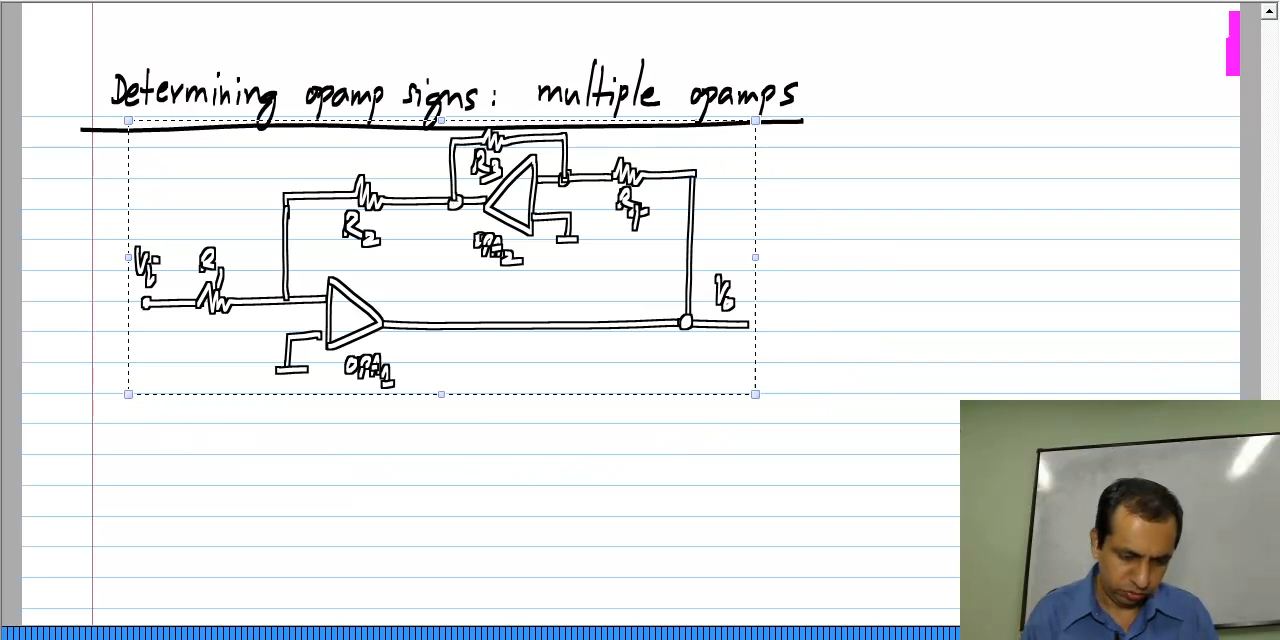 Determining opamp signs: multiple opamps
R3
R2
R4
OPA2
Vi
R1
Vo
OPA1